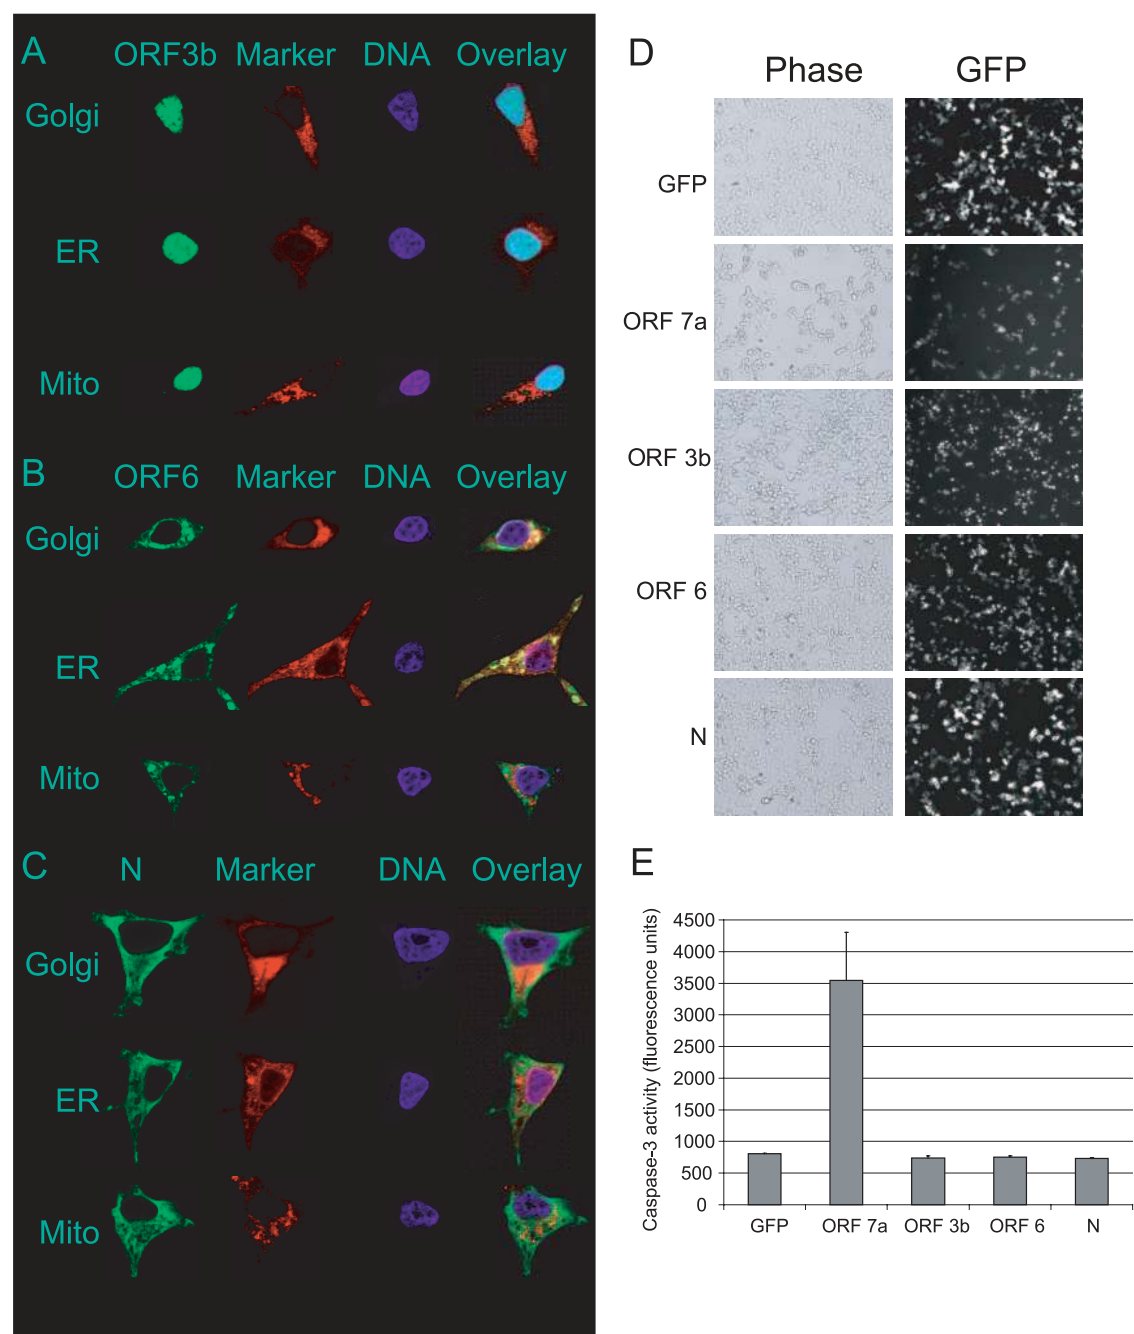 A
ORF3b Marker DNA Overlay
Golgi
ER
Mito
B
ORF6 Marker DNA Overlay
Golgi
ER
Mito
C
N Marker DNA Overlay
Golgi
ER
Mito
D
Phase GFP
GFP
ORF 7a
ORF 3b
ORF 6
N
E
Caspase-3 activity (fluorescence units)
4500
4000
3500
3000
2500
2000
1500
1000
500
0
GFP ORF 7a ORF 3b ORF 6 N